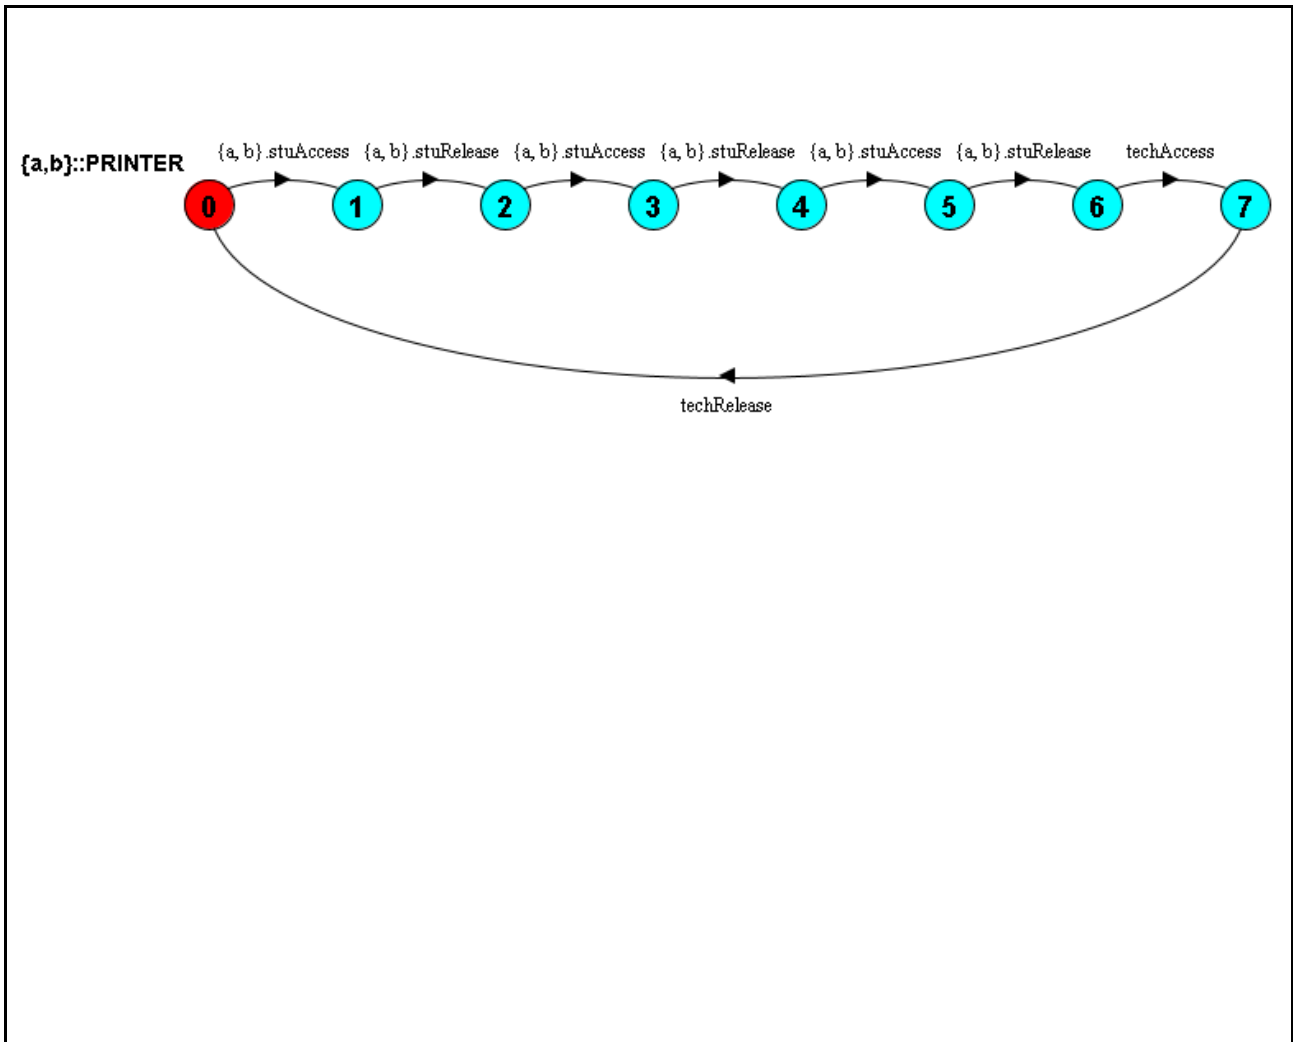 {a, b}.stuAccess {a, b}.stuRelease {a, b}.stuAccess {a, b}.stuRelease {a, b}.stuAccess {a, b}.stuRelease techAccess
{a,b}::PRINTER
0 1 2 3 4 5 6 7
techRelease